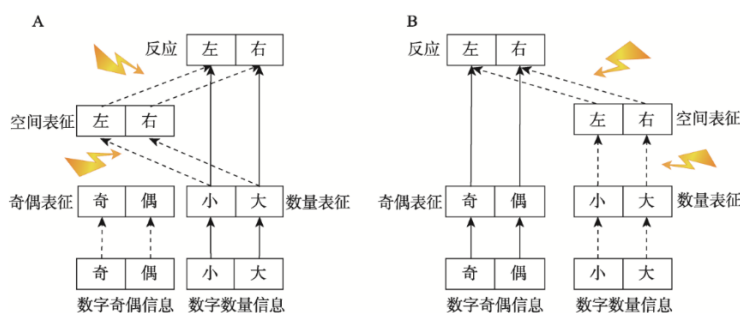 A
反应 左 右
空间表征 左 右
奇偶表征 奇 偶 小 大 数量表征
奇 偶 小 大
数字奇偶信息 数字数量信息
B
反应 左 右
左 右 空间表征
奇偶表征 奇 偶 小 大 数量表征
奇 偶 小 大
数字奇偶信息 数字数量信息